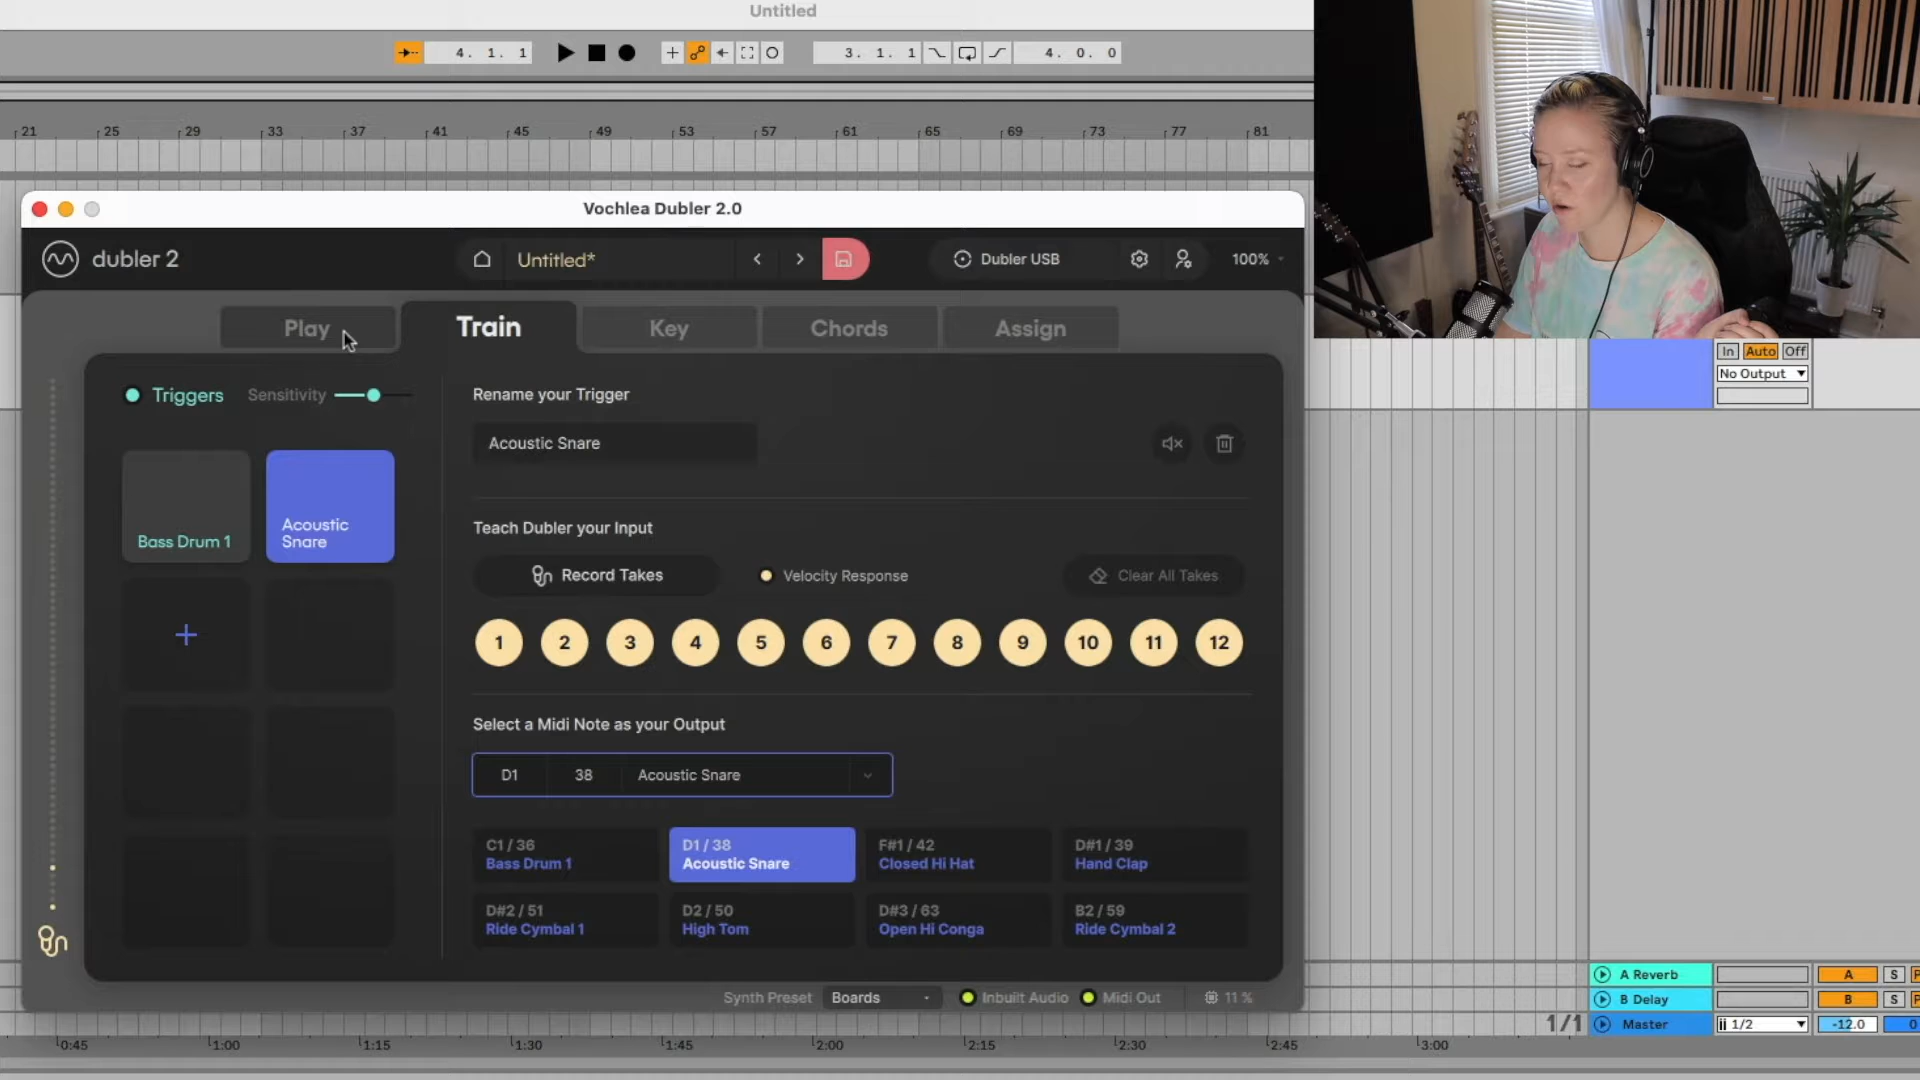 Untitled
4. 1. 1
3. 1. 1
4. 0. 0
21 25 29 33 37 41 45 49 53 57 61 65 69 73 77 81
Vochlea Dubler 2.0
dubler 2
Untitled*
Dubler USB
100%
Play
Train
Key
Chords
Assign
In Auto Off
No Output
Triggers
Sensitivity
Bass Drum 1
Acoustic
Snare
Rename your Trigger
Acoustic Snare
Teach Dubler your Input
Record Takes
Velocity Response
Clear All Takes
1 2 3 4 5 6 7 8 9 10 11 12
Select a Midi Note as your Output
D1 38 Acoustic Snare
C1 / 36
Bass Drum 1
D1 / 38
Acoustic Snare
F#1 / 42
Closed Hi Hat
D#1 / 39
Hand Clap
D#2 / 51
Ride Cymbal 1
D2 / 50
High Tom
D#3 / 63
Open Hi Conga
B2 / 59
Ride Cymbal 2
Synth Preset
Boards
Inbuilt Audio
Midi Out
11 %
A Reverb
A S P
B Delay
B S P
1/1
Master
1/2
-12.0
0
0:45 1:00 1:15 1:30 1:45 2:00 2:15 2:30 2:45 3:00